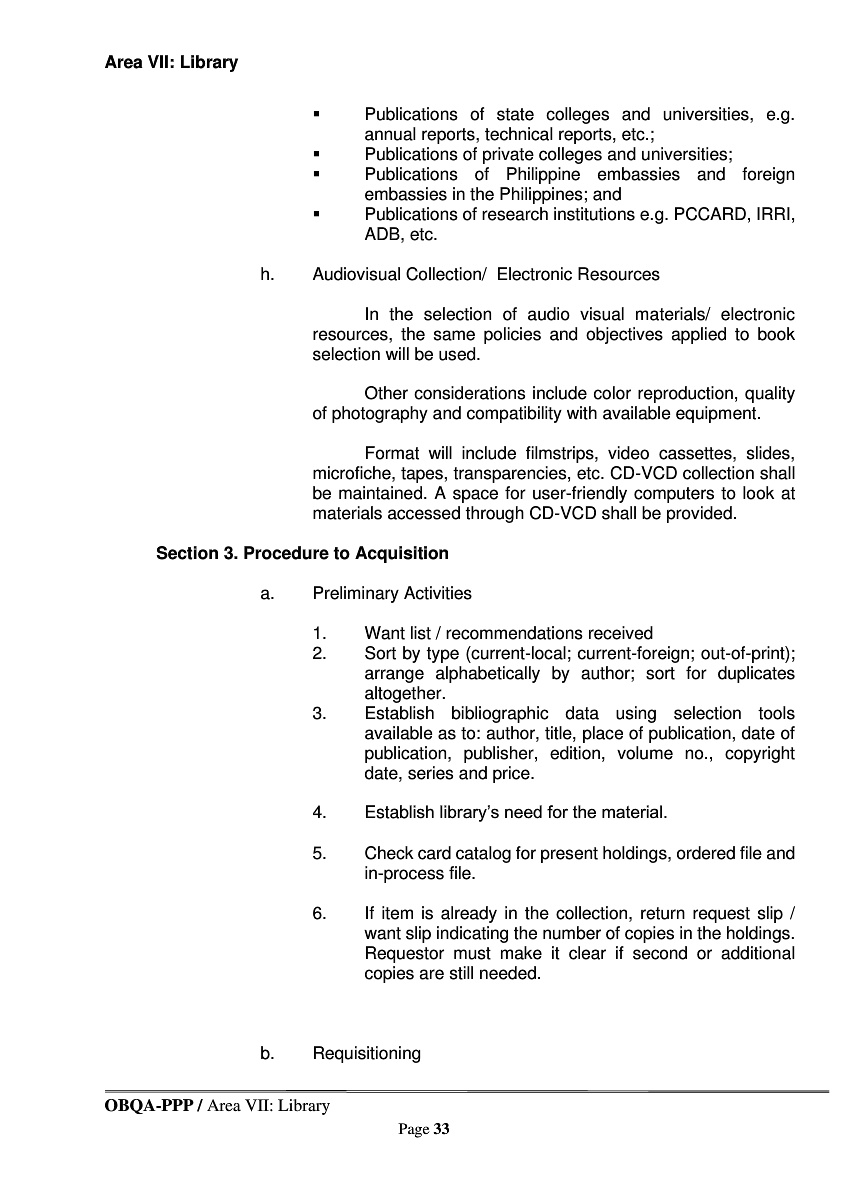 Area VII: Library
▪ Publications of state colleges and universities, e.g.
annual reports, technical reports, etc.;
▪ Publications of private colleges and universities;
▪ Publications of Philippine embassies and foreign
embassies in the Philippines; and
▪ Publications of research institutions e.g. PCCARD, IRRI,
ADB, etc.
h. Audiovisual Collection/ Electronic Resources
In the selection of audio visual materials/ electronic
resources, the same policies and objectives applied to book
selection will be used.
Other considerations include color reproduction, quality
of photography and compatibility with available equipment.
Format will include filmstrips, video cassettes, slides,
microfiche, tapes, transparencies, etc. CD-VCD collection shall
be maintained. A space for user-friendly computers to look at
materials accessed through CD-VCD shall be provided.
Section 3. Procedure to Acquisition
a. Preliminary Activities
1. Want list / recommendations received
2. Sort by type (current-local; current-foreign; out-of-print);
arrange alphabetically by author; sort for duplicates
altogether.
3. Establish bibliographic data using selection tools
available as to: author, title, place of publication, date of
publication, publisher, edition, volume no., copyright
date, series and price.
4. Establish library’s need for the material.
5. Check card catalog for present holdings, ordered file and
in-process file.
6. If item is already in the collection, return request slip /
want slip indicating the number of copies in the holdings.
Requestor must make it clear if second or additional
copies are still needed.
b. Requisitioning
OBQA-PPP / Area VII: Library
Page 33